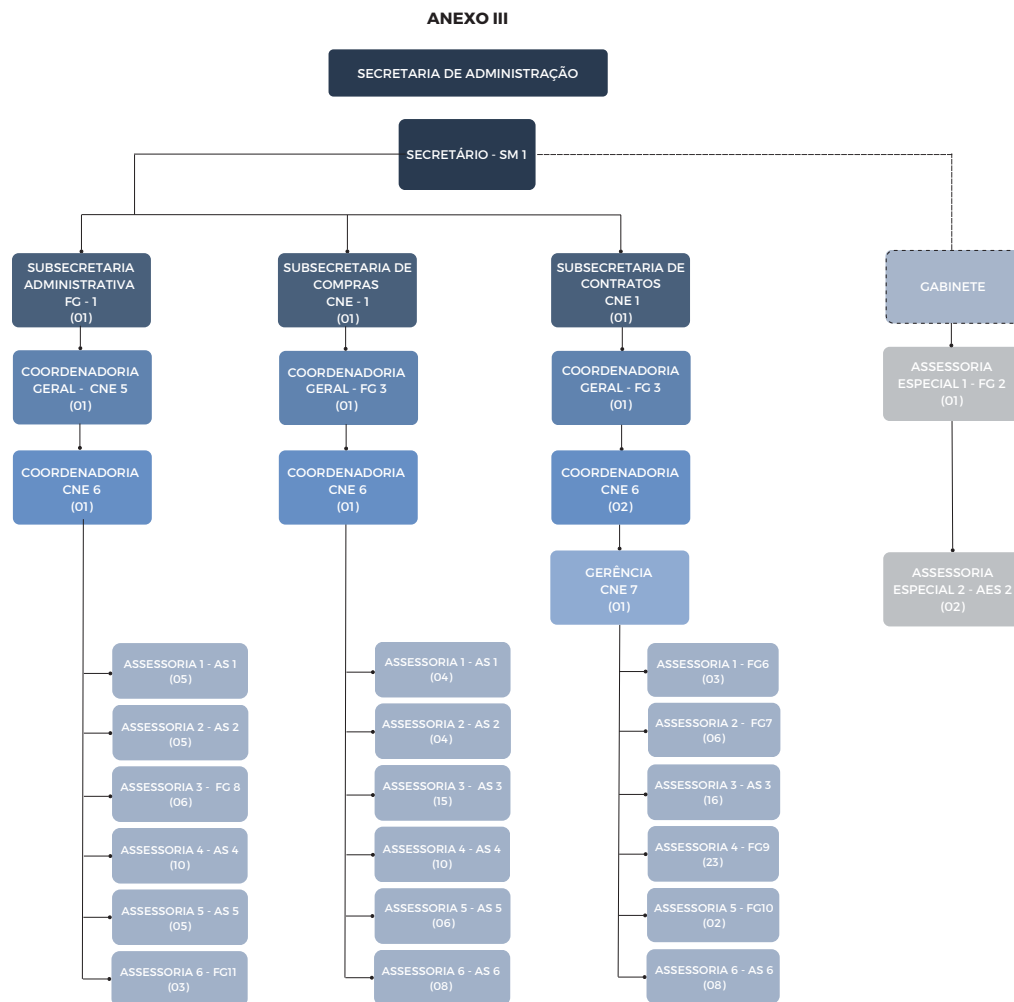 ANEXO III
SECRETARIA DE ADMINISTRAÇÃO
SECRETÁRIO - SM 1
SUBSECRETARIA
ADMINISTRATIVA
FG - 1
(01)
COORDENADORIA
GERAL - CNE 5
(01)
COORDENADORIA
CNE 6
(01)
ASSESSORIA 1 - AS 1
(05)
ASSESSORIA 2 - AS 2
(05)
ASSESSORIA 3 - FG 8
(06)
ASSESSORIA 4 - AS 4
(10)
ASSESSORIA 5 - AS 5
(05)
ASSESSORIA 6 - FG11
(03)
SUBSECRETARIA DE
COMPRAS
CNE - 1
(01)
COORDENADORIA
GERAL - FG 3
(01)
COORDENADORIA
CNE 6
(01)
ASSESSORIA 1 - AS 1
(04)
ASSESSORIA 2 - AS 2
(04)
ASSESSORIA 3 - AS 3
(15)
ASSESSORIA 4 - AS 4
(10)
ASSESSORIA 5 - AS 5
(06)
ASSESSORIA 6 - AS 6
(08)
SUBSECRETARIA DE
CONTRATOS
CNE 1
(01)
COORDENADORIA
GERAL - FG 3
(01)
COORDENADORIA
CNE 6
(02)
GERÊNCIA
CNE 7
(01)
ASSESSORIA 1 - FG6
(03)
ASSESSORIA 2 - FG7
(06)
ASSESSORIA 3 - AS 3
(16)
ASSESSORIA 4 - FG9
(23)
ASSESSORIA 5 - FG10
(02)
ASSESSORIA 6 - AS 6
(08)
GABINETE
ASSESSORIA
ESPECIAL 1 - FG 2
(01)
ASSESSORIA
ESPECIAL 2 - AES 2
(02)